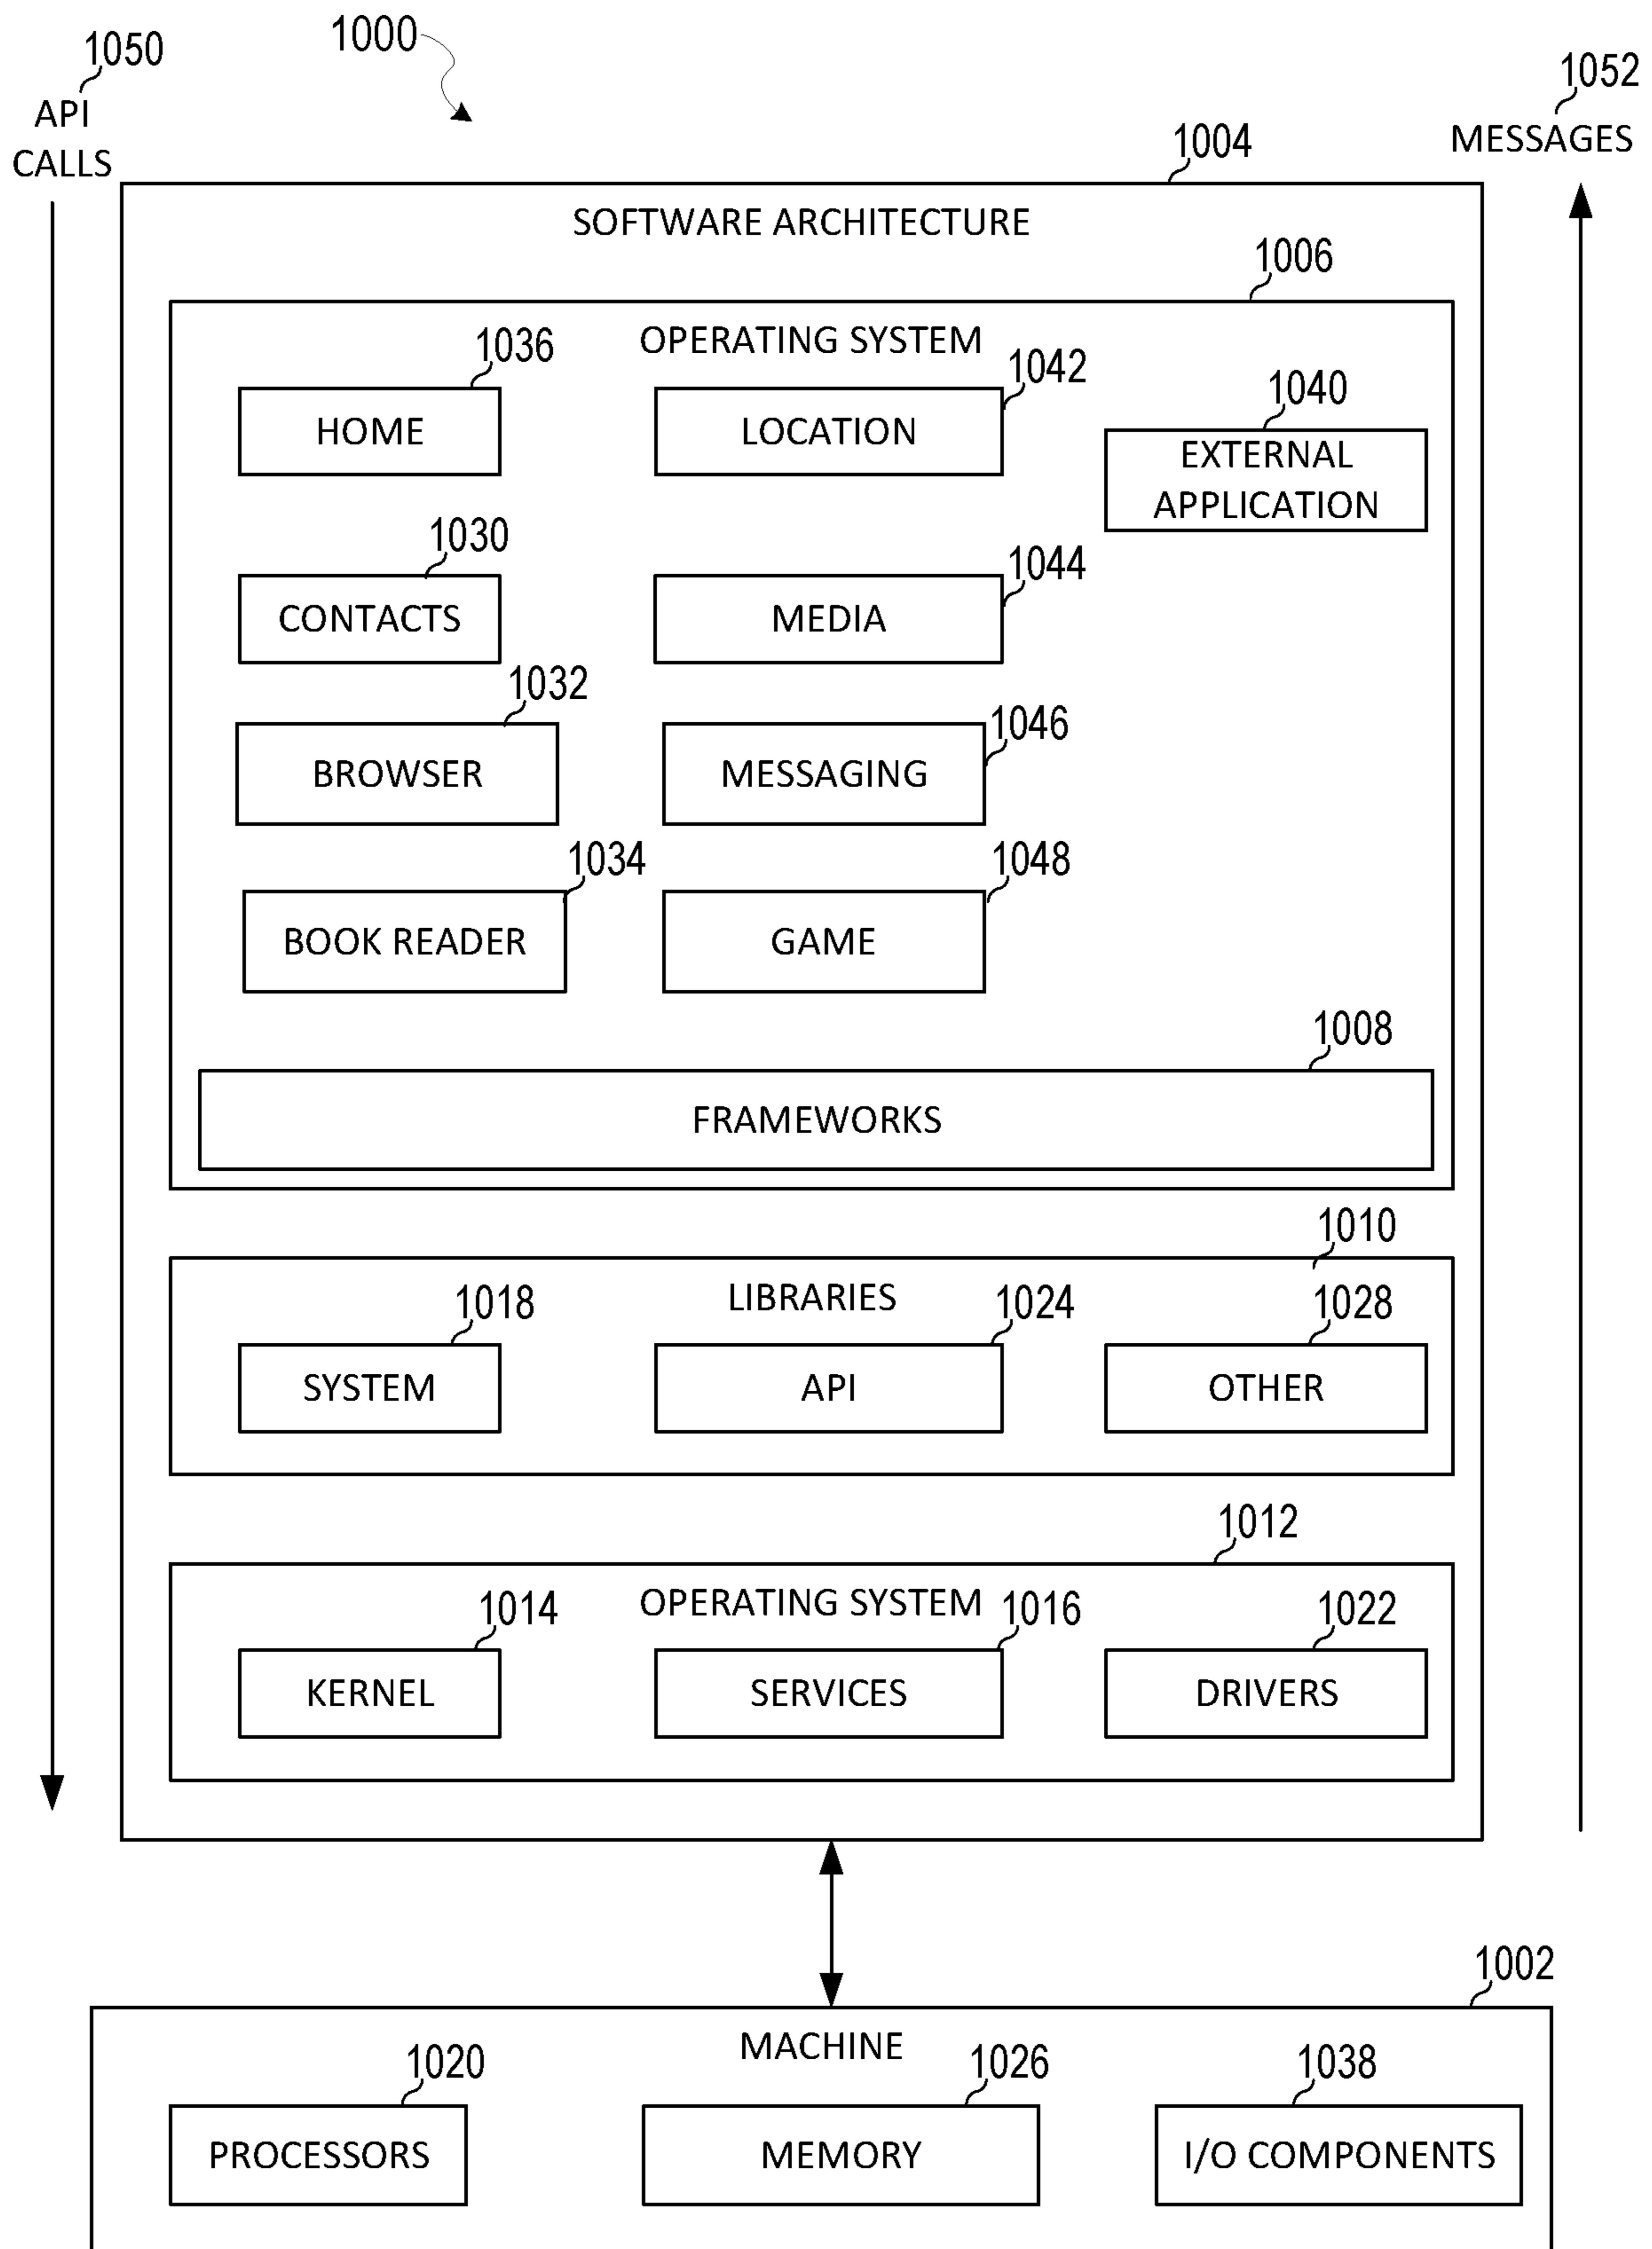 1000
1050
API
CALLS
1052
MESSAGES
1004
SOFTWARE ARCHITECTURE
1006
OPERATING SYSTEM
1036
HOME
1042
LOCATION
1040
EXTERNAL
APPLICATION
1030
CONTACTS
1044
MEDIA
1032
BROWSER
1046
MESSAGING
1034
BOOK READER
1048
GAME
1008
FRAMEWORKS
1010
LIBRARIES
1018
SYSTEM
1024
API
1028
OTHER
1012
OPERATING SYSTEM
1014
KERNEL
1016
SERVICES
1022
DRIVERS
1002
MACHINE
1020
PROCESSORS
1026
MEMORY
1038
I/O COMPONENTS